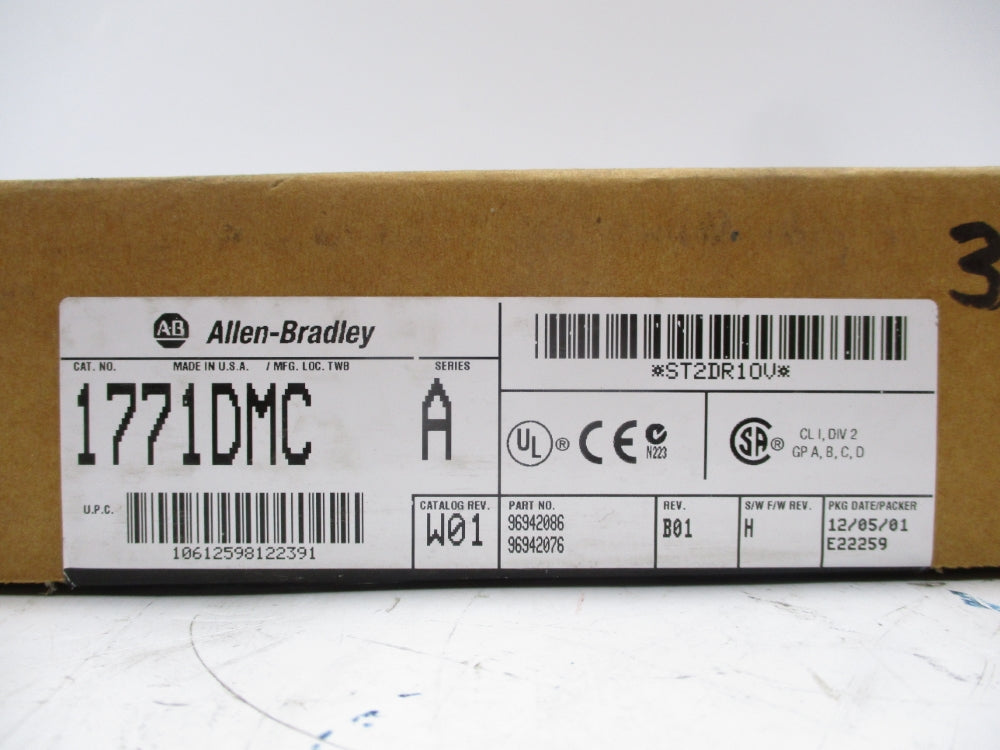 3
A-B Allen-Bradley
CAT. NO. MADE IN U.S.A. / MFG. LOC. TWB SERIES
1771DMC A
U.P.C.
10612598122391
*ST2DR10V*
UL ® CE N223
SA ® CL I, DIV 2
GP A, B, C, D
CATALOG REV.
W01
PART NO.
96942086
96942076
REV.
B01
S/W F/W REV.
H
PKG DATE/PACKER
12/05/01
E22259